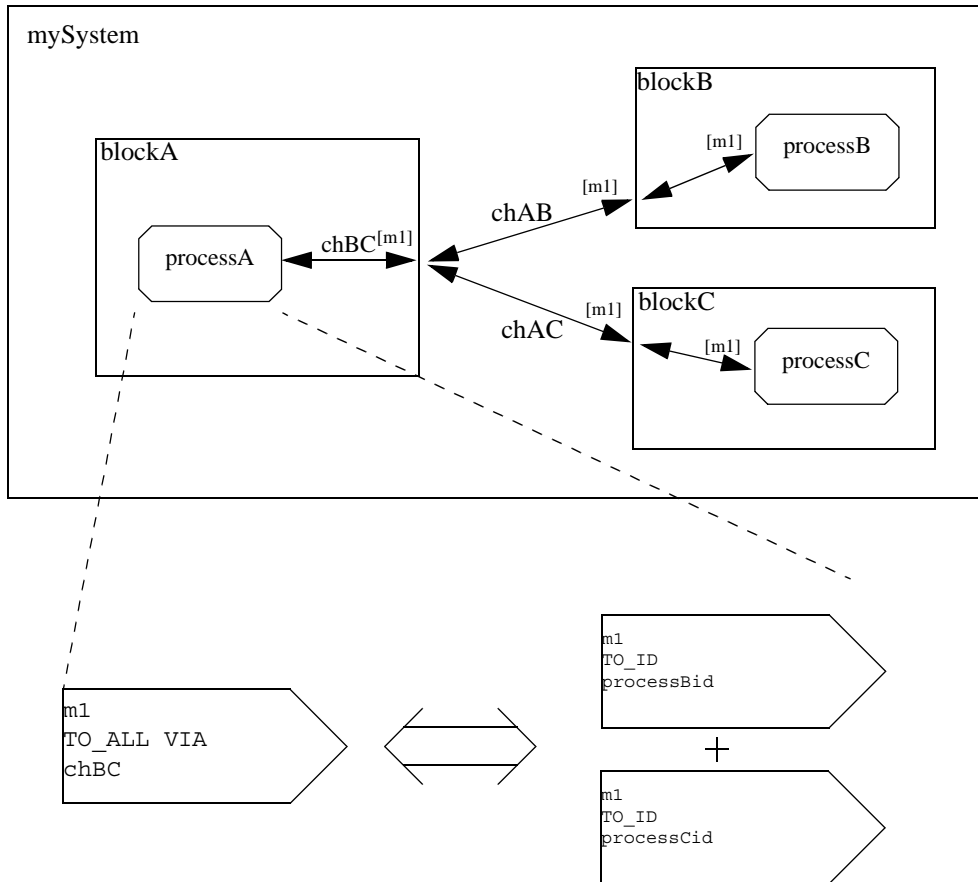 mySystem
blockB
[m1]
processB
blockA
[m1]
chAB
chBC
[m1]
processA
blockC
[m1]
chAC
[m1]
processC
m1
TO_ID
processBid
m1
TO_ALL VIA
chBC
+
m1
TO_ID
processCid